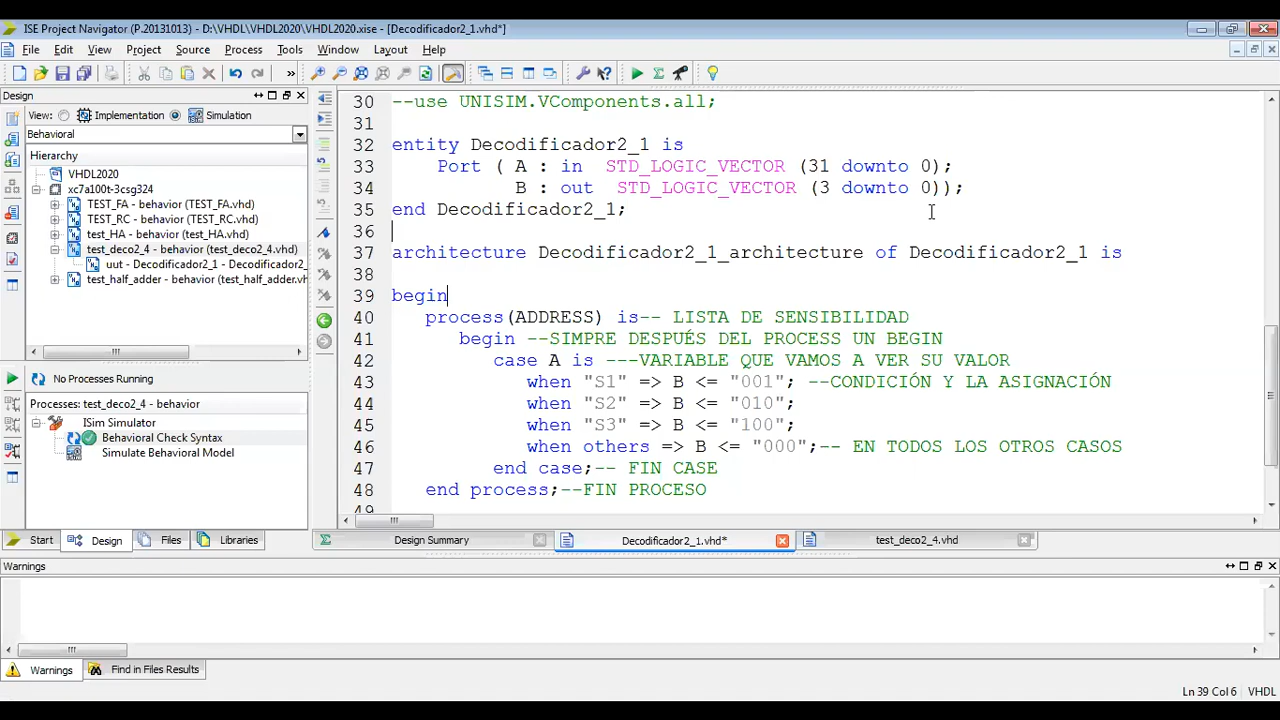 ISE Project Navigator (P.20131013) - D:\VHDL\VHDL2020\VHDL2020.xise - [Decodificador2_1.vhd*]
File Edit View Project Source Process Tools Window Layout Help
Design
View: Implementation Simulation
Behavioral
Hierarchy
VHDL2020
xc7a100t-3csg324
TEST_FA - behavior (TEST_FA.vhd)
TEST_RC - behavior (TEST_RC.vhd)
test_HA - behavior (test_HA.vhd)
test_deco2_4 - behavior (test_deco2_4.vhd)
uut - Decodificador2_1 - Decodificador2_
test_half_adder - behavior (test_half_adder.vh
No Processes Running
Processes: test_deco2_4 - behavior
ISim Simulator
Behavioral Check Syntax
Simulate Behavioral Model
Start Design Files Libraries
30 --use UNISIM.VComponents.all;
31
32 entity Decodificador2_1 is
33 Port ( A : in STD_LOGIC_VECTOR (31 downto 0);
34 B : out STD_LOGIC_VECTOR (3 downto 0));
35 end Decodificador2_1;
36
37 architecture Decodificador2_1_architecture of Decodificador2_1 is
38
39 begin
40 process(ADDRESS) is-- LISTA DE SENSIBILIDAD
41 begin --SIMPRE DESPUÉS DEL PROCESS UN BEGIN
42 case A is ---VARIABLE QUE VAMOS A VER SU VALOR
43 when "S1" => B <= "001"; --CONDICIÓN Y LA ASIGNACIÓN
44 when "S2" => B <= "010";
45 when "S3" => B <= "100";
46 when others => B <= "000";-- EN TODOS LOS OTROS CASOS
47 end case;-- FIN CASE
48 end process;--FIN PROCESO
49
Design Summary Decodificador2_1.vhd* test_deco2_4.vhd
Warnings
Warnings Find in Files Results
Ln 39 Col 6 VHDL